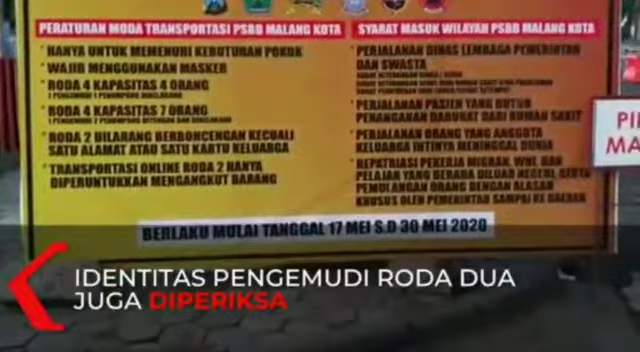 PERATURAN MODA TRANSPORTASI PSBB MALANG KOTA
* HANYA UNTUK MEMENUHI KEBUTUHAN POKOK
* WAJIB MENGGUNAKAN MASKER
* RODA 4 KAPASITAS 4 ORANG
* RODA 4 KAPASITAS 7 ORANG
* RODA 2 DILARANG BERBONCENGAN KECUALI
SATU ALAMAT ATAU SATU KARTU KELUARGA
* TRANSPORTASI ONLINE RODA 2 HANYA
DIPERUNTUKKAN MENGANGKUT BARANG
SYARAT MASUK WILAYAH PSBB MALANG KOTA
* PERJALANAN DINAS LEMBAGA PEMERINTAH
DAN SWASTA
* PERJALANAN PASIEN YANG BUTUH
PENANGANAN DARURAT DARI RUMAH SAKIT
* PERJALANAN ORANG YANG ANGGOTA
KELUARGA INTINYA MENINGGAL DUNIA
* REPATRIASI PEKERJA MIGRAN, WNI, DAN
PELAJAR YANG BERADA DILUAR NEGERI, SERTA
PEMULANGAN ORANG DENGAN ALASAN
KHUSUS OLEH PEMERINTAH SAMPAI KE DAERAH
BERLAKU MULAI TANGGAL 17 MEI S.D 30 MEI 2020
IDENTITAS PENGEMUDI RODA DUA
JUGA DIPERIKSA